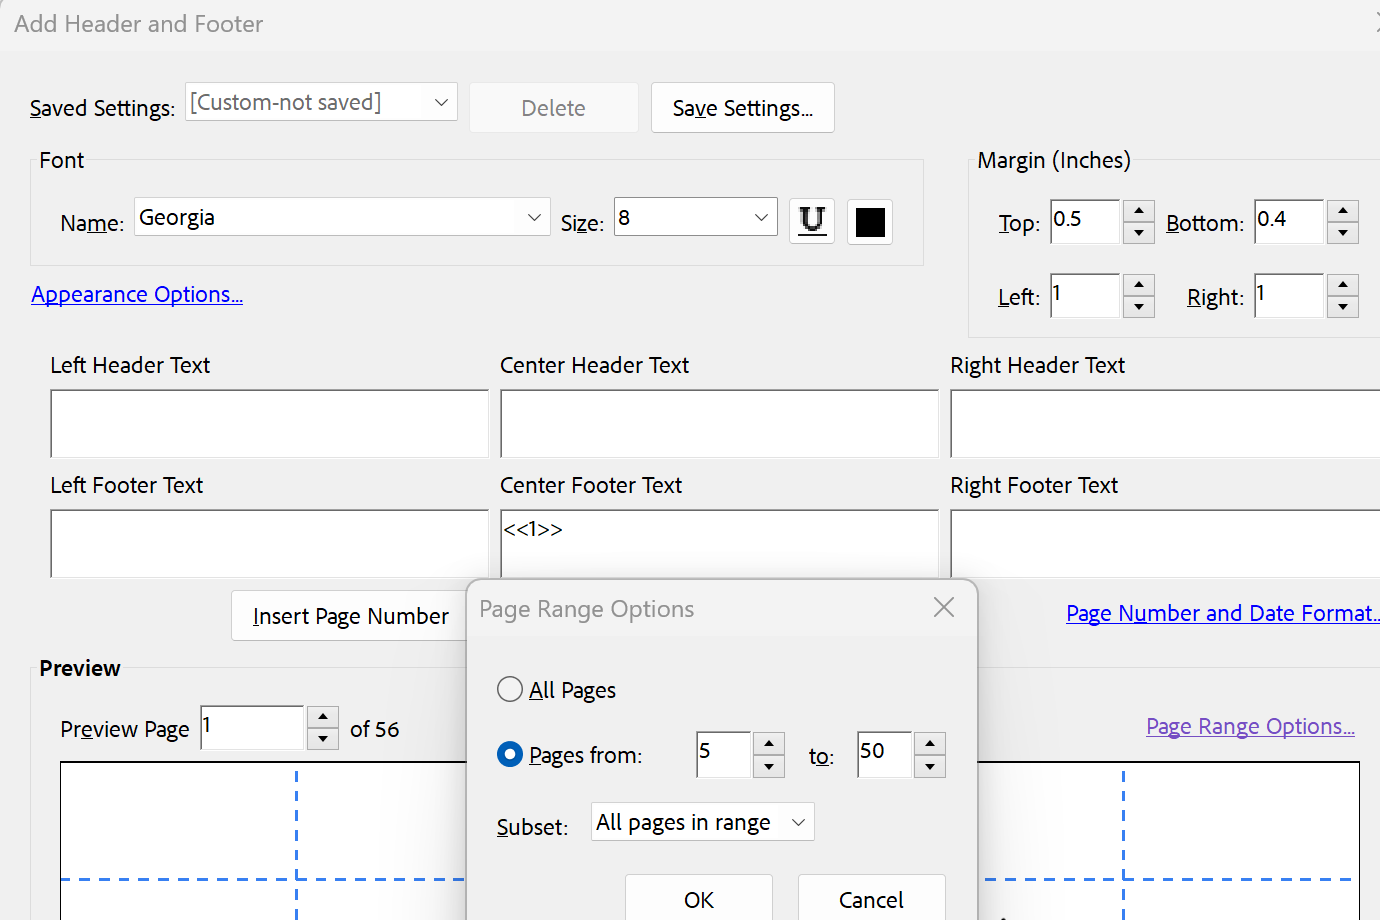 Add Header and Footer
Saved Settings: [Custom-not saved] Delete Save Settings...
Font
Margin (Inches)
Name: Georgia Size: 8 U
Top: 0.5 Bottom: 0.4
Appearance Options...
Left: 1 Right: 1
Left Header Text Center Header Text Right Header Text
Left Footer Text Center Footer Text Right Footer Text
<<1>>
Insert Page Number
Page Range Options
Page Number and Date Format..
Preview
All Pages
Preview Page 1 of 56
Page Range Options...
Pages from: 5 to: 50
Subset: All pages in range
OK Cancel